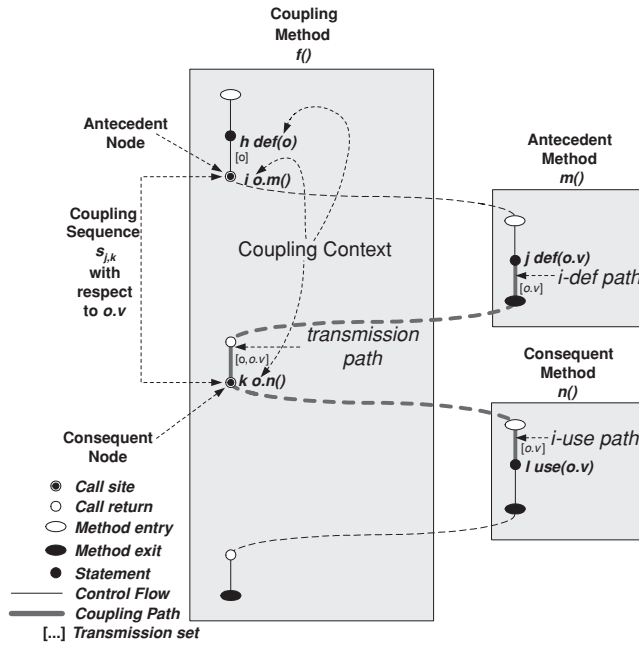 Coupling
Method
f()
Antecedent
Node
h def(o)
[o]
i o.m()
Antecedent
Method
m()
Coupling
Sequence
s j,k
with
respect
to o.v
Coupling Context
j def(o.v)
i-def path
[o.v]
transmission
path
[o,o.v]
k o.n()
Consequent
Method
n()
Consequent
Node
i-use path
[o.v]
l use(o.v)
Call site
Call return
Method entry
Method exit
Statement
Control Flow
Coupling Path
[...] Transmission set